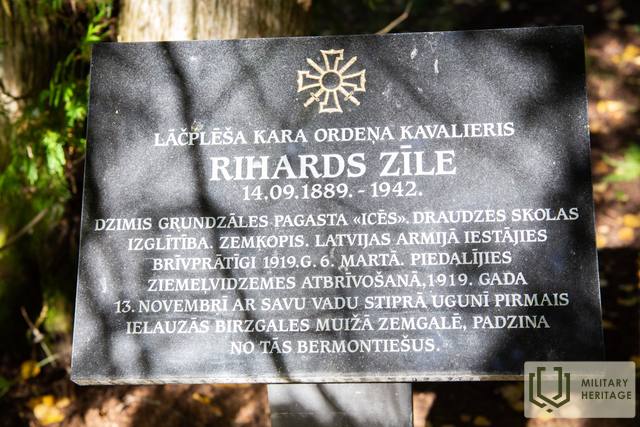 LĀČPLĒŠA KARA ORDEŅA KAVALIERIS
RIHARDS ZĪLE
14.09.1889. - 1942.
DZIMIS GRUNDZĀLES PAGASTA «ICĒS». DRAUDZES SKOLAS
IZGLĪTĪBA. ZEMKOPIS. LATVIJAS ARMIJĀ IESTĀJIES
BRĪVPRĀTĪGI 1919.G. 6. MARTĀ. PIEDALĪJIES
ZIEMEĻVIDZEMES ATBRĪVOŠANĀ, 1919. GADA
13. NOVEMBRĪ AR SAVU VADU STIPRĀ UGUNĪ PIRMAIS
IELAUZĀS BIRZGALES MUIŽĀ ZEMGALĒ, PADZINA
NO TĀS BERMONTIEŠUS.
MILITARY
HERITAGE